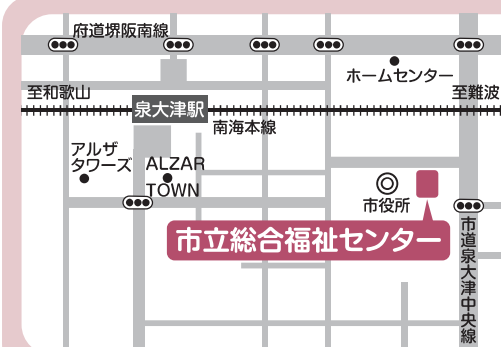 府道堺阪南線
ホームセンター
至和歌山
至難波
泉大津駅
南海本線
アルザ
タワーズ
ALZAR
TOWN
市役所
市立総合福祉センター
市道泉大津中央線